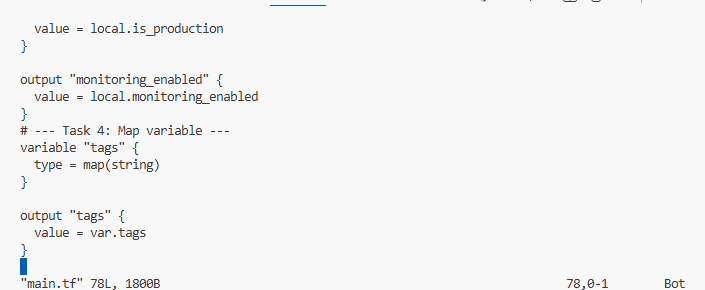 value = local.is_production
}
output "monitoring_enabled" {
value = local.monitoring_enabled
}
# --- Task 4: Map variable ---
variable "tags" {
type = map(string)
}
output "tags" {
value = var.tags
}
"main.tf" 78L, 1800B 78,0-1 Bot